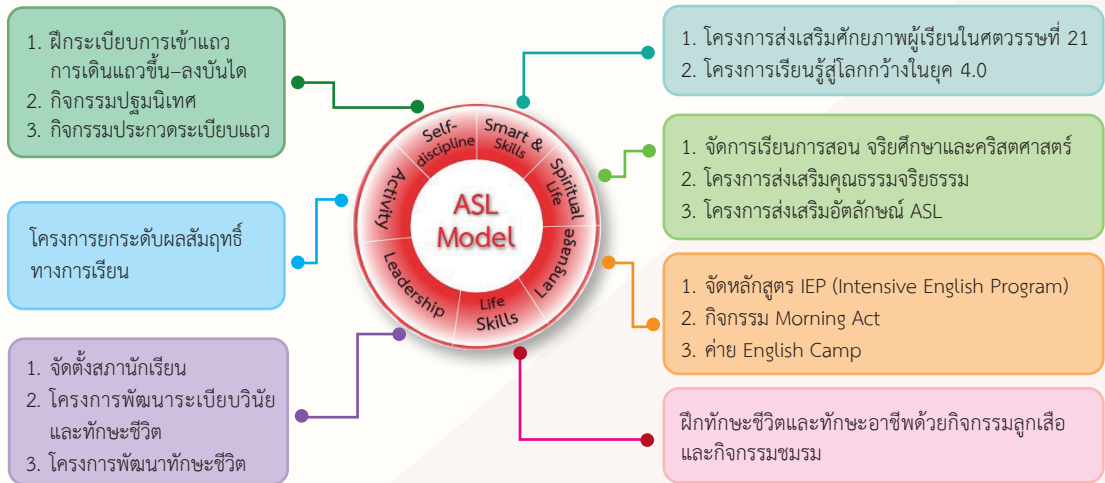 1. ฝึกระเบียบการเข้าแถว
การเดินแถวขึ้น–ลงบันได
2. กิจกรรมปฐมนิเทศ
3. กิจกรรมประกวดระเบียบแถว
โครงการยกระดับผลสัมฤทธิ์
ทางการเรียน
1. จัดตั้งสภานักเรียน
2. โครงการพัฒนาระเบียบวินัย
และทักษะชีวิต
3. โครงการพัฒนาทักษะชีวิต
Self-
discipline
Smart &
Skills
Spiritual
Life
Language
Life
Skills
Leadership
Activity
ASL
Model
1. โครงการส่งเสริมศักยภาพผู้เรียนในศตวรรษที่ 21
2. โครงการเรียนรู้สู่โลกกว้างในยุค 4.0
1. จัดการเรียนการสอน จริยศึกษาและคริสตศาสตร์
2. โครงการส่งเสริมคุณธรรมจริยธรรม
3. โครงการส่งเสริมอัตลักษณ์ ASL
1. จัดหลักสูตร IEP (Intensive English Program)
2. กิจกรรม Morning Act
3. ค่าย English Camp
ฝึกทักษะชีวิตและทักษะอาชีพด้วยกิจกรรมลูกเสือ
และกิจกรรมชมรม